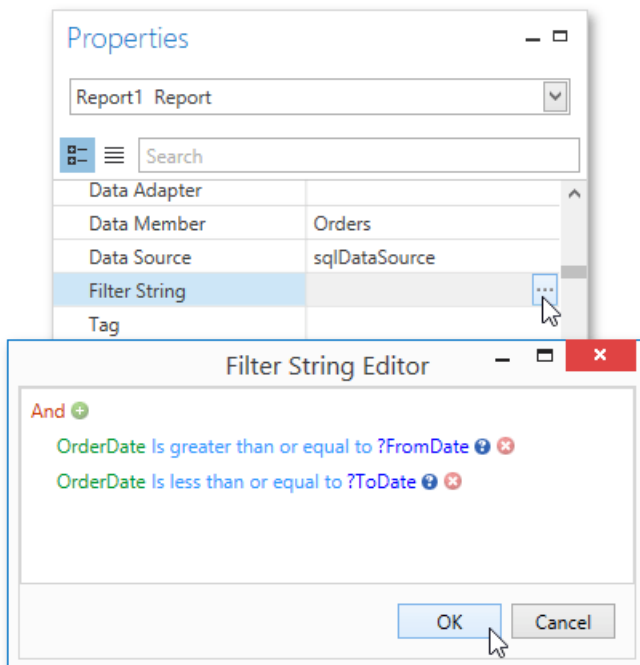 Properties
Report1 Report
Search
Data Adapter
Data Member Orders
Data Source sqlDataSource
Filter String ...
Tag
Filter String Editor
And
OrderDate Is greater than or equal to ?FromDate
OrderDate Is less than or equal to ?ToDate
OK Cancel